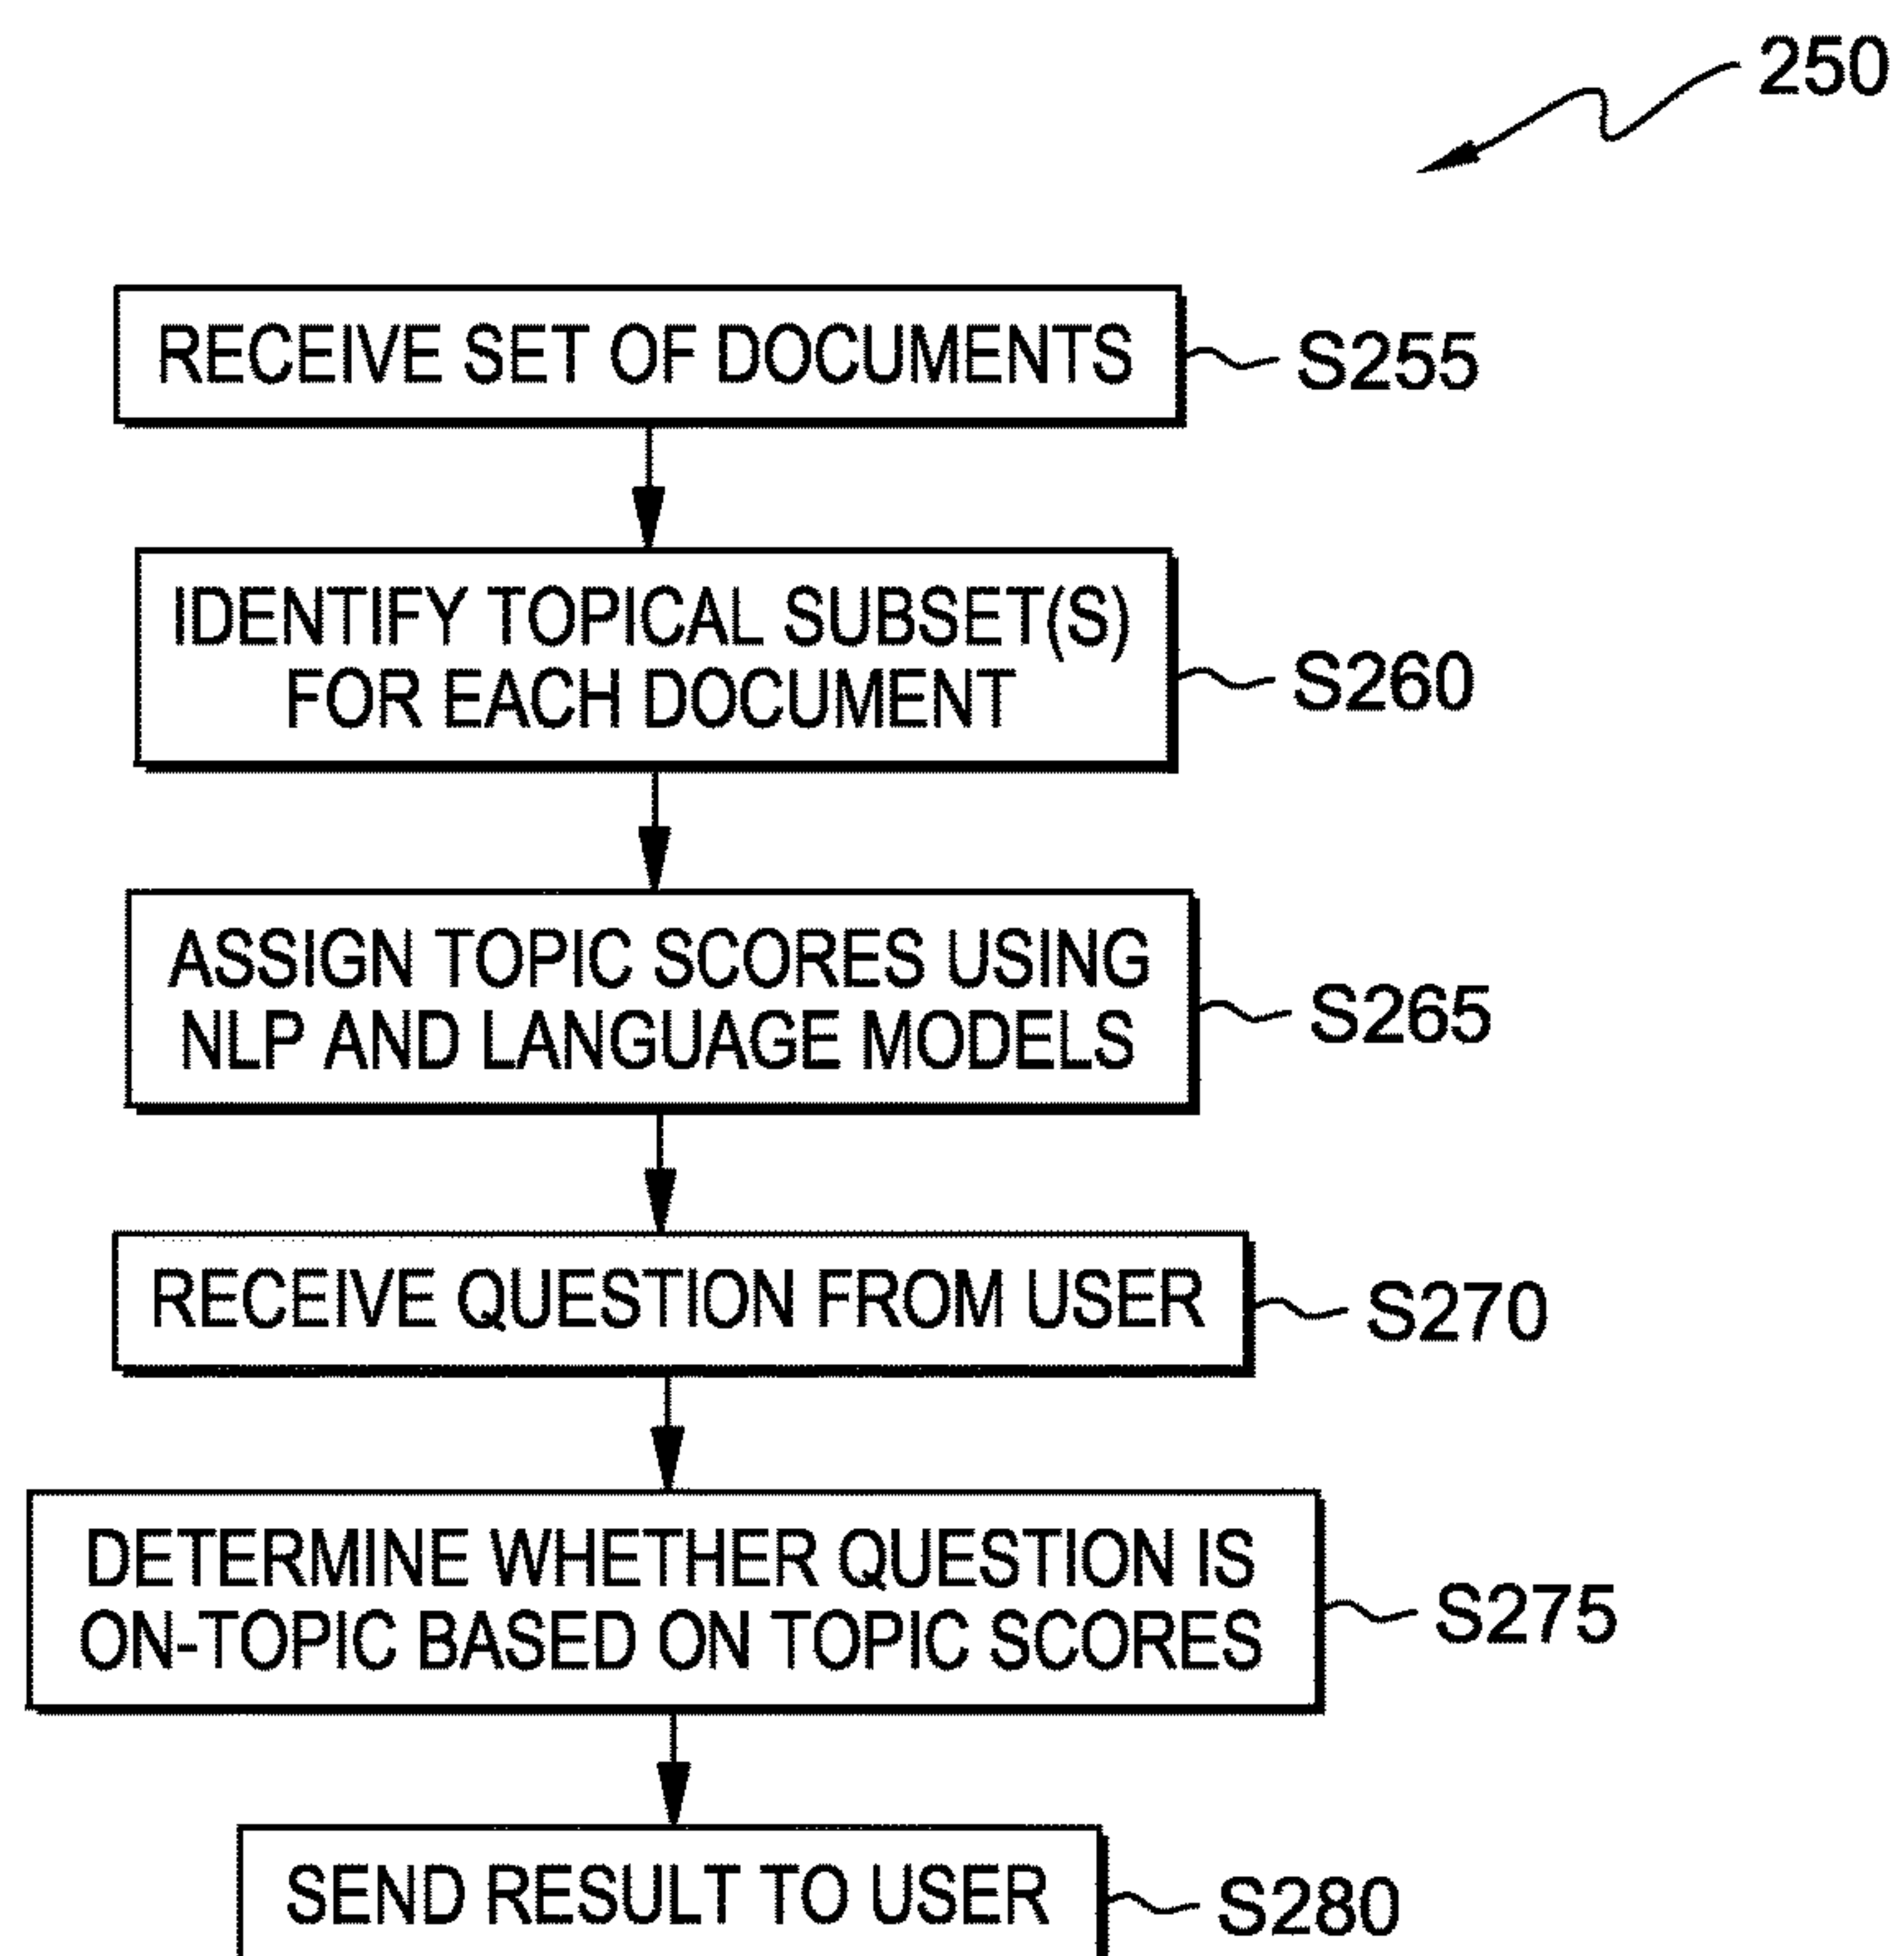 250
RECEIVE SET OF DOCUMENTS
S255
IDENTIFY TOPICAL SUBSET(S)
FOR EACH DOCUMENT
S260
ASSIGN TOPIC SCORES USING
NLP AND LANGUAGE MODELS
S265
RECEIVE QUESTION FROM USER
S270
DETERMINE WHETHER QUESTION IS
ON-TOPIC BASED ON TOPIC SCORES
S275
SEND RESULT TO USER
S280